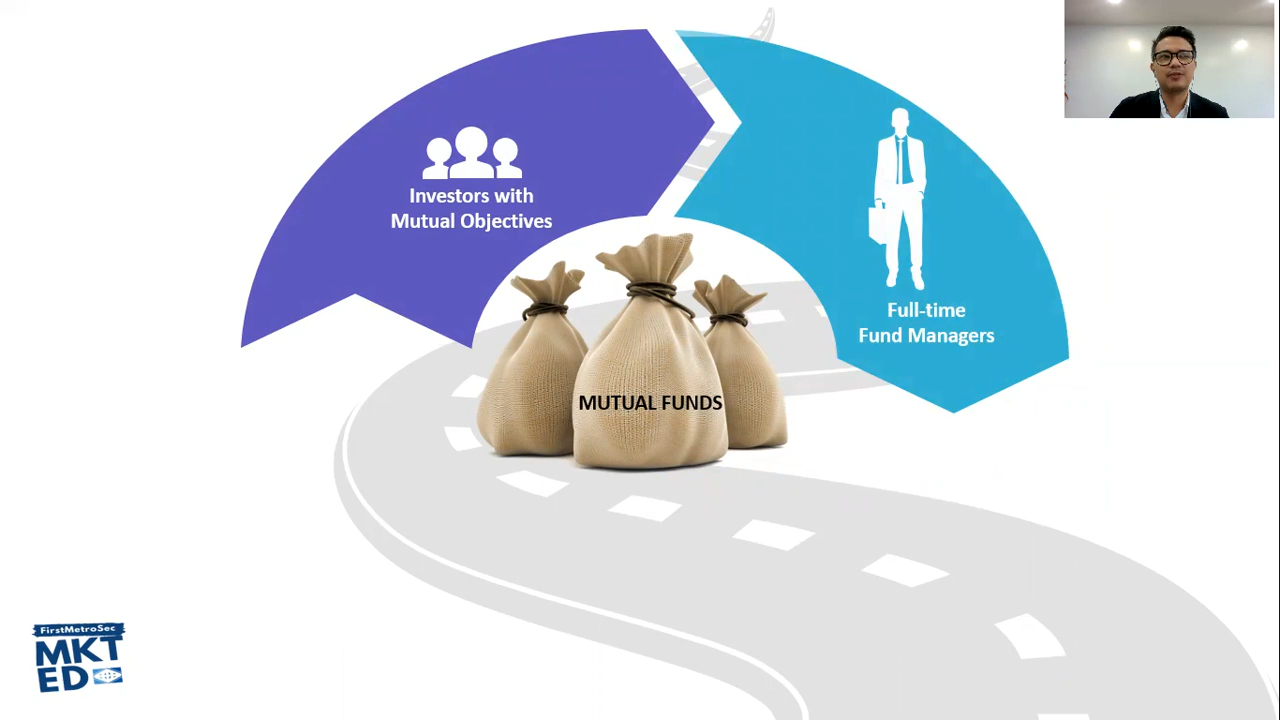 Investors with
Mutual Objectives
Full-time
Fund Managers
MUTUAL FUNDS
FirstMetroSec
MKT
ED